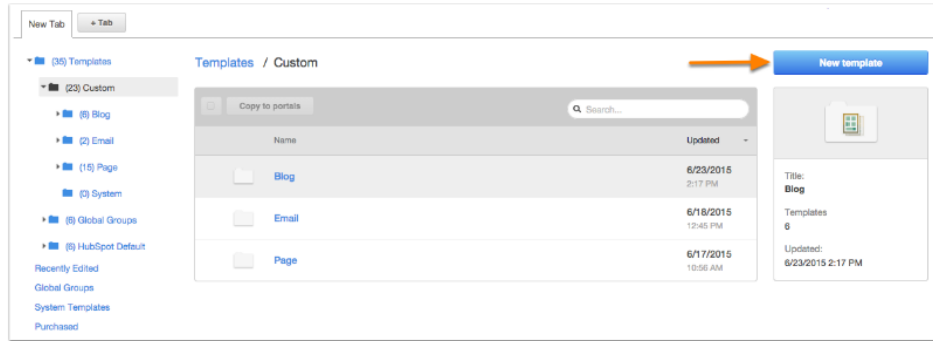 New Tab
+ Tab
(35) Templates
(23) Custom
(6) Blog
(2) Email
(15) Page
(0) System
(6) Global Groups
(6) HubSpot Default
Recently Edited
Global Groups
System Templates
Purchased
Templates / Custom
New template
Copy to portals
Search...
Name
Updated
Blog
6/23/2015
2:17 PM
Email
6/18/2015
12:45 PM
Page
6/17/2015
10:56 AM
Title:
Blog
Templates
6
Updated:
6/23/2015 2:17 PM